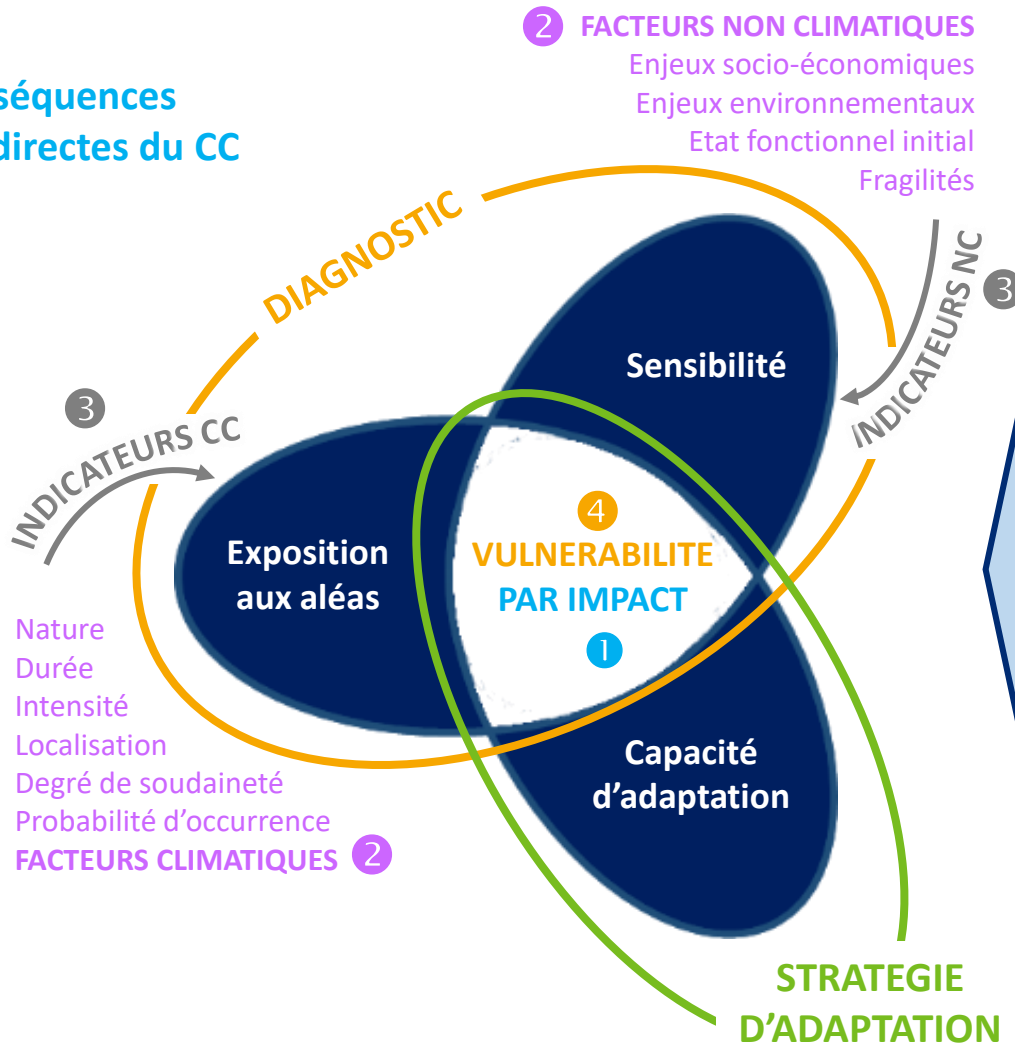 séquences
directes du CC
2 FACTEURS NON CLIMATIQUES
Enjeux socio-économiques
Enjeux environnementaux
Etat fonctionnel initial
Fragilités
DIAGNOSTIC
INDICATEURS NC
3
Sensibilité
3
INDICATEURS CC
Exposition
aux aléas
4
VULNERABILITE
PAR IMPACT
1
Nature
Durée
Intensité
Localisation
Degré de soudaineté
Probabilité d’occurrence
FACTEURS CLIMATIQUES 2
Capacité
d’adaptation
STRATEGIE
D’ADAPTATION